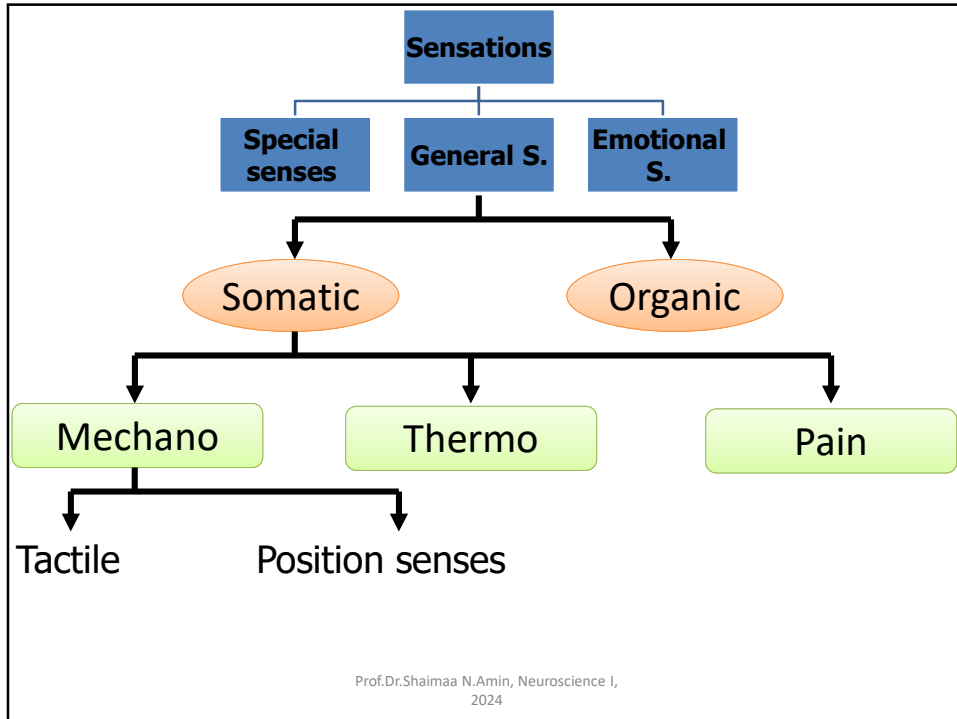 Sensations
Special
senses
General S.
Emotional
S.
Somatic
Organic
Mechano
Thermo
Pain
Tactile
Position senses
Prof.Dr.Shaimaa N.Amin, Neuroscience I,
2024